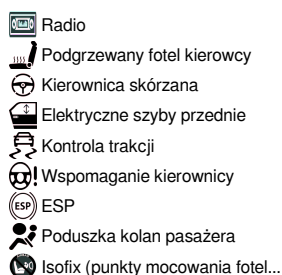 Radio
Podgrzewany fotel kierowcy
Kierownica skórzana
Elektryczne szyby przednie
Kontrola trakcji
Wspomaganie kierownicy
ESP ESP
Poduszka kolan pasażera
Isofix (punkty mocowania fotel...